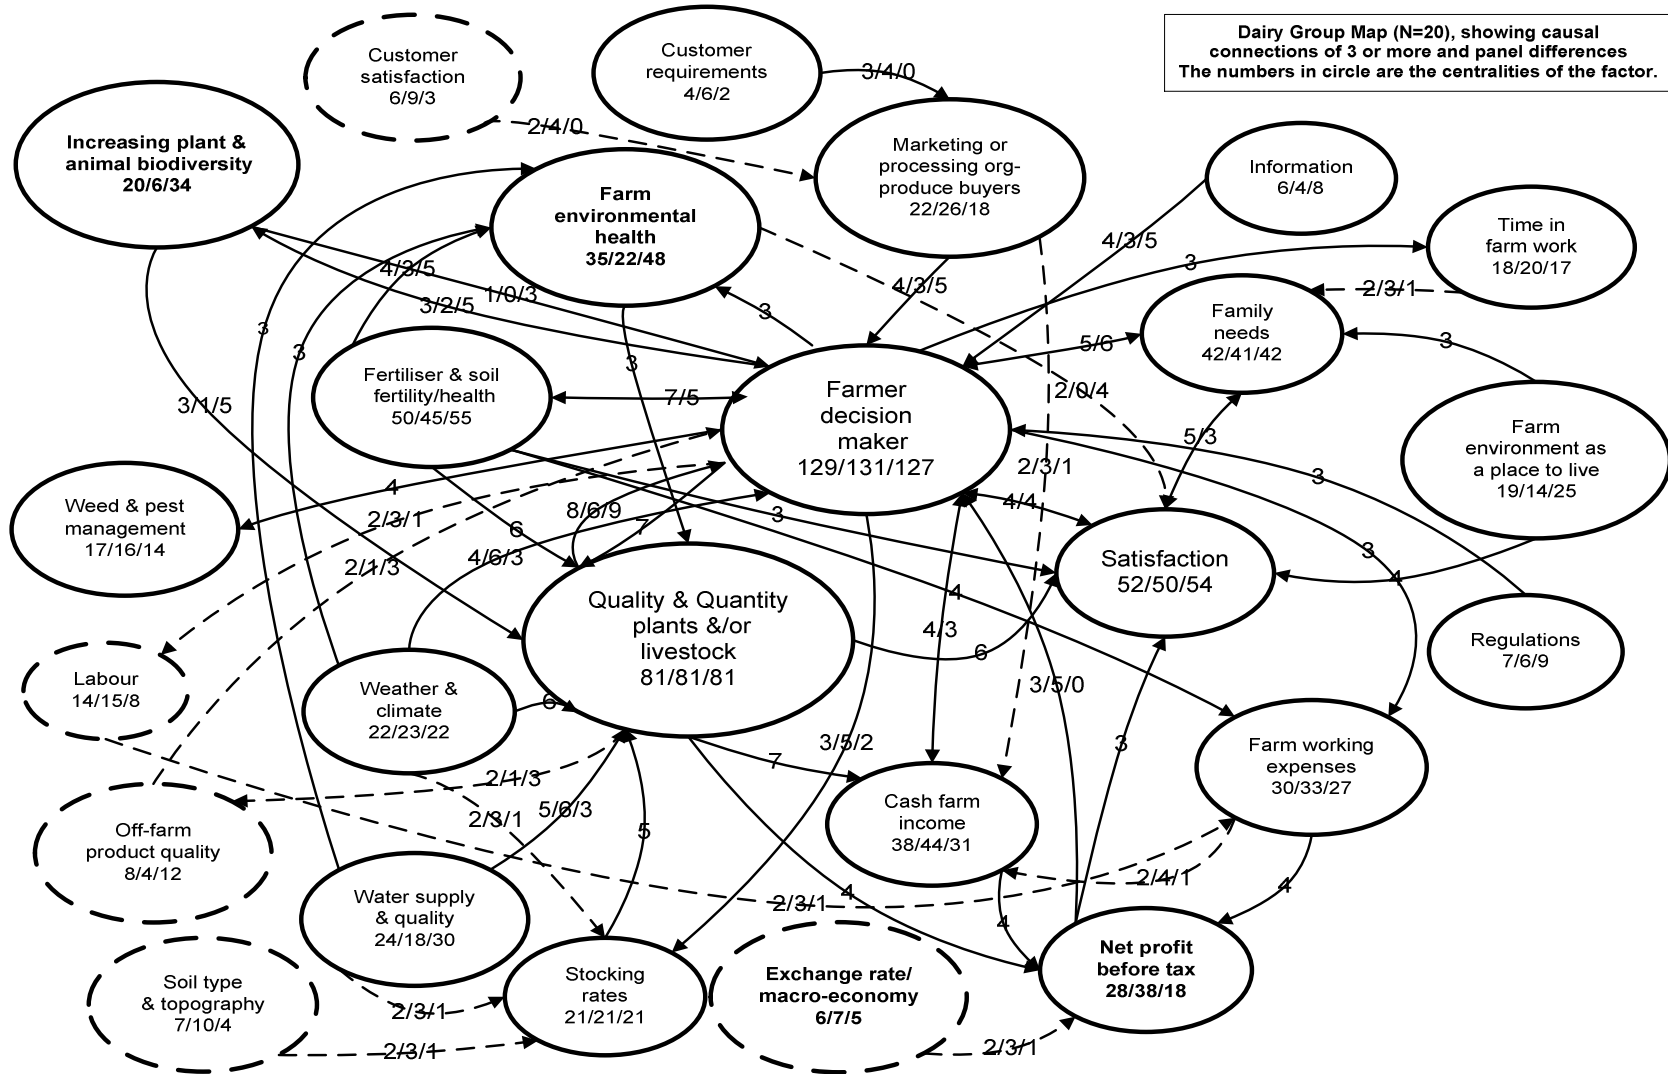 Dairy Group Map (N=20), showing causal
connections of 3 or more and panel differences
The numbers in circle are the centralities of the factor.
Customer
satisfaction
6/9/3
Customer
requirements
4/6/2
3/4/0
2/4/0
Increasing plant &
animal biodiversity
20/6/34
Farm
environmental
health
35/22/48
Marketing or
processing org-
produce buyers
22/26/18
Information
6/4/8
Time in
farm work
18/20/17
4/3/5
3
4/3/5
1/0/3
3/2/5
4/3/5
3
2/3/1
Family
needs
42/41/42
3
3
3
5/6
3
Fertiliser & soil
fertility/health
50/45/55
7/5
Farmer
decision
maker
129/131/127
2/0/4
3/1/5
5/3
Farm
environment as
a place to live
19/14/25
2/3/1
3
Weed & pest
management
17/16/14
4
2/3/1
8/6/9
6
7
3
4/4
4/6/3
2/1/3
3
4
Satisfaction
52/50/54
Quality & Quantity
plants &/or
livestock
81/81/81
4
4/3
6
Regulations
7/6/9
Labour
14/15/8
Weather &
climate
22/23/22
6
3/5/0
3/5/2
3
7
2/1/3
5/6/3
2/3/1
5
Farm working
expenses
30/33/27
Cash farm
income
38/44/31
Off-farm
product quality
8/4/12
Water supply
& quality
24/18/30
2/3/1
4
2/4/1
4
4
Soil type
& topography
7/10/4
2/3/1
2/3/1
Stocking
rates
21/21/21
Exchange rate/
macro-economy
6/7/5
2/3/1
Net profit
before tax
28/38/18